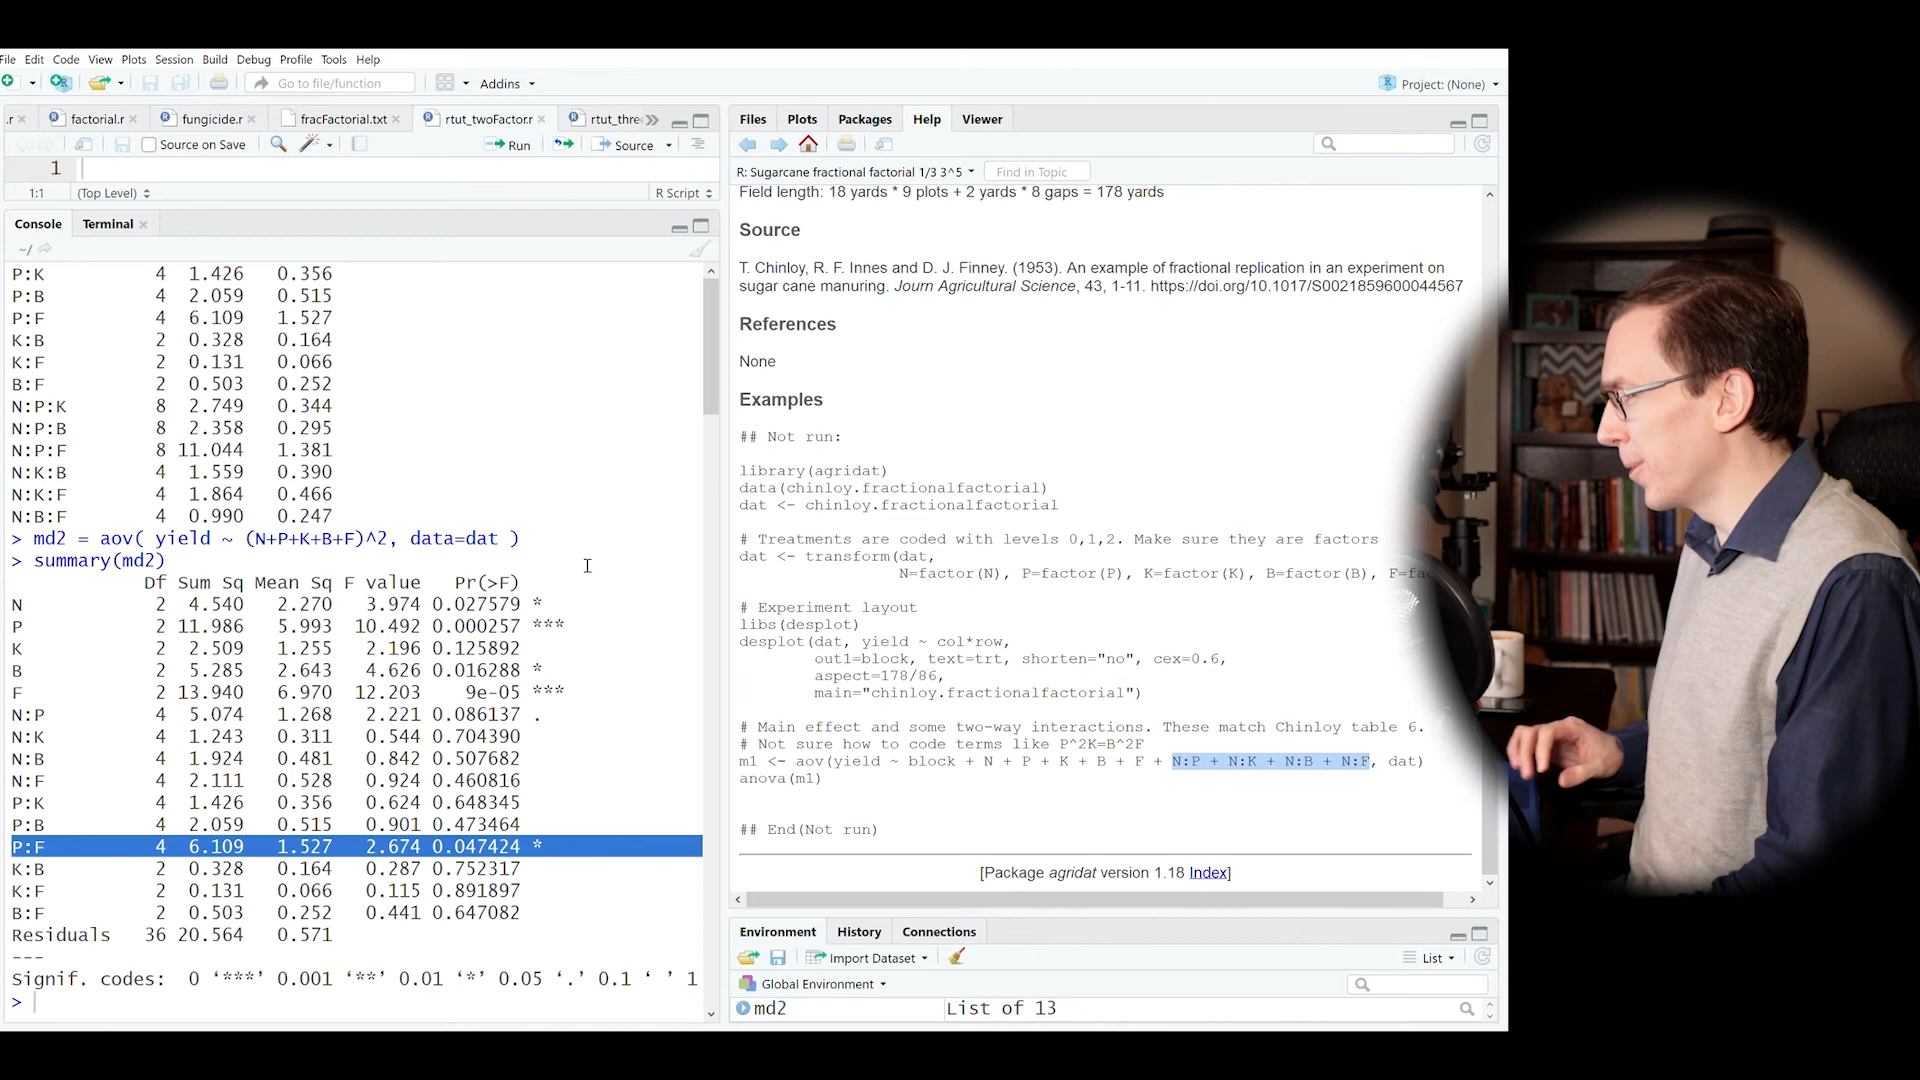 File Edit Code View Plots Session Build Debug Profile Tools Help
Go to file/function
Addins
Project: (None)
.r
factorial.r
fungicide.r
fracFactorial.txt
rtut_twoFactor.r
rtut_thre
Source on Save
Run
Source
1
1:1 (Top Level) R Script
Console Terminal
~/
P:K 4 1.426 0.356
P:B 4 2.059 0.515
P:F 4 6.109 1.527
K:B 2 0.328 0.164
K:F 2 0.131 0.066
B:F 2 0.503 0.252
N:P:K 8 2.749 0.344
N:P:B 8 2.358 0.295
N:P:F 8 11.044 1.381
N:K:B 4 1.559 0.390
N:K:F 4 1.864 0.466
N:B:F 4 0.990 0.247
> md2 = aov( yield ~ (N+P+K+B+F)^2, data=dat )
> summary(md2)
Df Sum Sq Mean Sq F value Pr(>F)
N 2 4.540 2.270 3.974 0.027579 *
P 2 11.986 5.993 10.492 0.000257 ***
K 2 2.509 1.255 2.196 0.125892
B 2 5.285 2.643 4.626 0.016288 *
F 2 13.940 6.970 12.203 9e-05 ***
N:P 4 5.074 1.268 2.221 0.086137 .
N:K 4 1.243 0.311 0.544 0.704390
N:B 4 1.924 0.481 0.842 0.507682
N:F 4 2.111 0.528 0.924 0.460816
P:K 4 1.426 0.356 0.624 0.648345
P:B 4 2.059 0.515 0.901 0.473464
P:F 4 6.109 1.527 2.674 0.047424 *
K:B 2 0.328 0.164 0.287 0.752317
K:F 2 0.131 0.066 0.115 0.891897
B:F 2 0.503 0.252 0.441 0.647082
Residuals 36 20.564 0.571
---
Signif. codes: 0 ‘***’ 0.001 ‘**’ 0.01 ‘*’ 0.05 ‘.’ 0.1 ‘ ’ 1
>
Files Plots Packages Help Viewer
R: Sugarcane fractional factorial 1/3 3^5
Find in Topic
Field length: 18 yards * 9 plots + 2 yards * 8 gaps = 178 yards
Source
T. Chinloy, R. F. Innes and D. J. Finney. (1953). An example of fractional replication in an experiment on
sugar cane manuring. Journ Agricultural Science, 43, 1-11. https://doi.org/10.1017/S0021859600044567
References
None
Examples
## Not run:
library(agridat)
data(chinloy.fractionalfactorial)
dat <- chinloy.fractionalfactorial
# Treatments are coded with levels 0,1,2. Make sure they are factors
dat <- transform(dat,
N=factor(N), P=factor(P), K=factor(K), B=factor(B), F=fac
# Experiment layout
libs(desplot)
desplot(dat, yield ~ col*row,
out1=block, text=trt, shorten="no", cex=0.6,
aspect=178/86,
main="chinloy.fractionalfactorial")
# Main effect and some two-way interactions. These match Chinloy table 6.
# Not sure how to code terms like P^2K=B^2F
m1 <- aov(yield ~ block + N + P + K + B + F + N:P + N:K + N:B + N:F, dat)
anova(m1)
## End(Not run)
[Package agridat version 1.18 Index]
Environment History Connections
Import Dataset
List
Global Environment
md2 List of 13